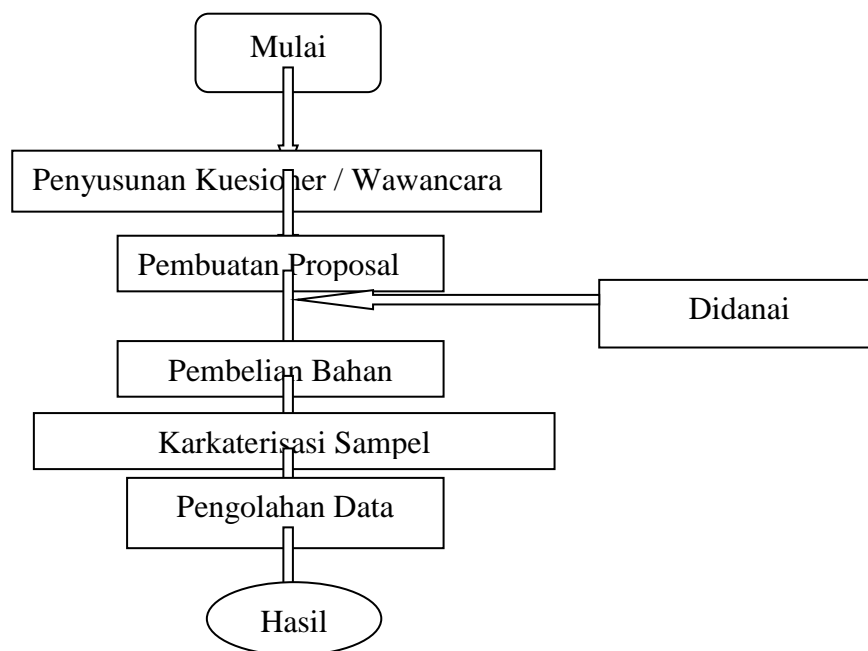 Mulai
Penyusunan Kuesioner / Wawancara
Pembuatan Proposal
Didanai
Pembelian Bahan
Karkaterisasi Sampel
Pengolahan Data
Hasil